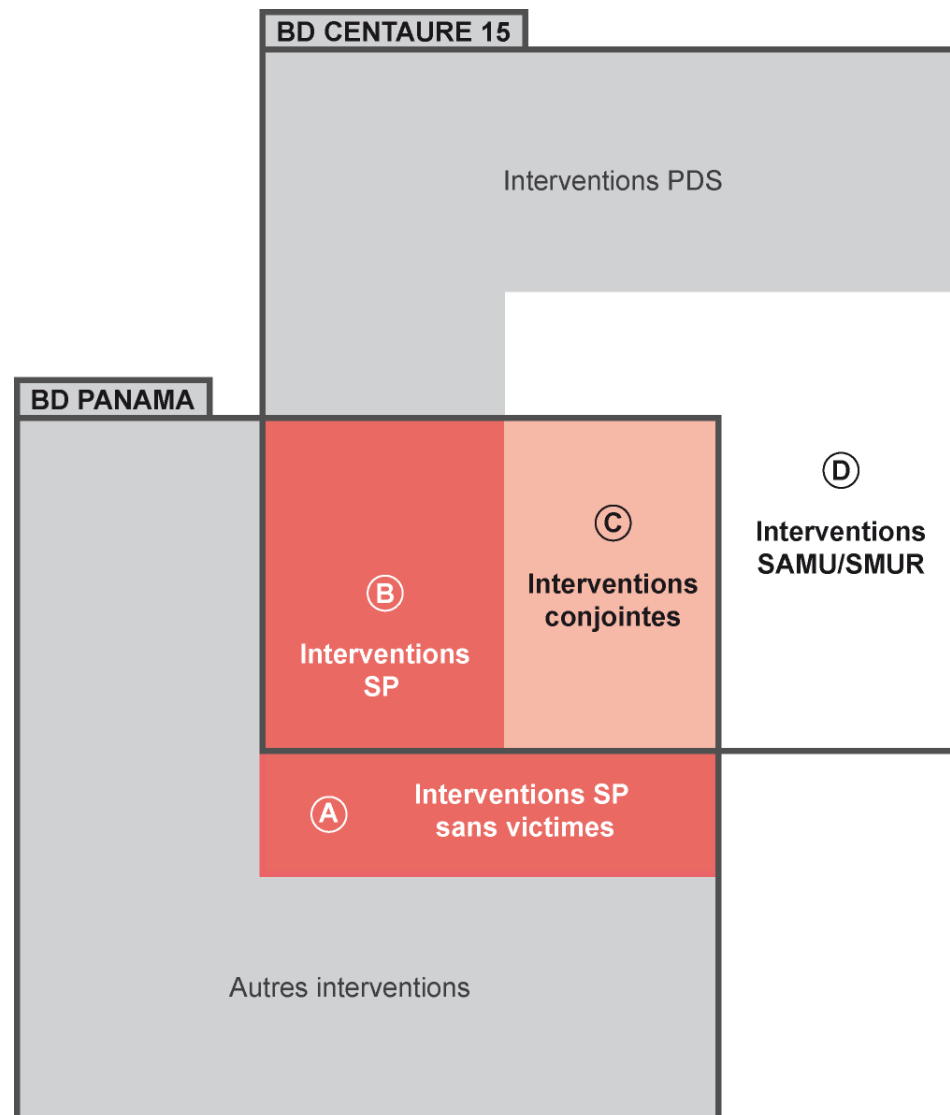 BD CENTAURE 15
Interventions PDS
BD PANAMA
D
Interventions
SAMU/SMUR
C
Interventions
conjointes
B
Interventions
SP
A
Interventions SP
sans victimes
Autres interventions